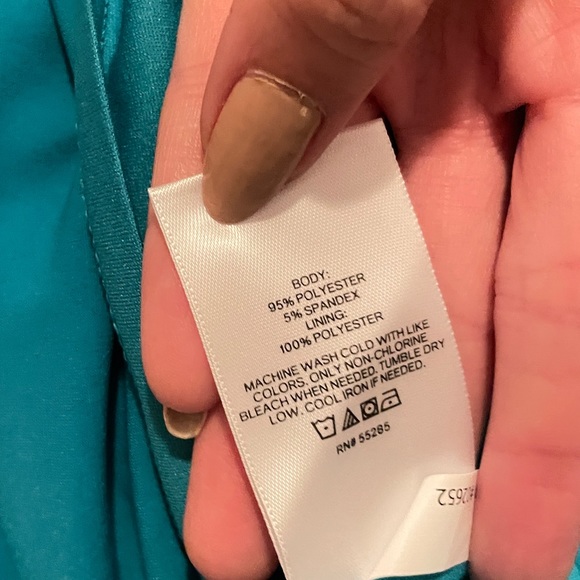 BODY:
95% POLYESTER
5% SPANDEX
LINING:
100% POLYESTER
MACHINE WASH COLD WITH LIKE
COLORS. ONLY NON-CHLORINE
BLEACH WHEN NEEDED. TUMBLE DRY
LOW. COOL IRON IF NEEDED.
RN# 55285